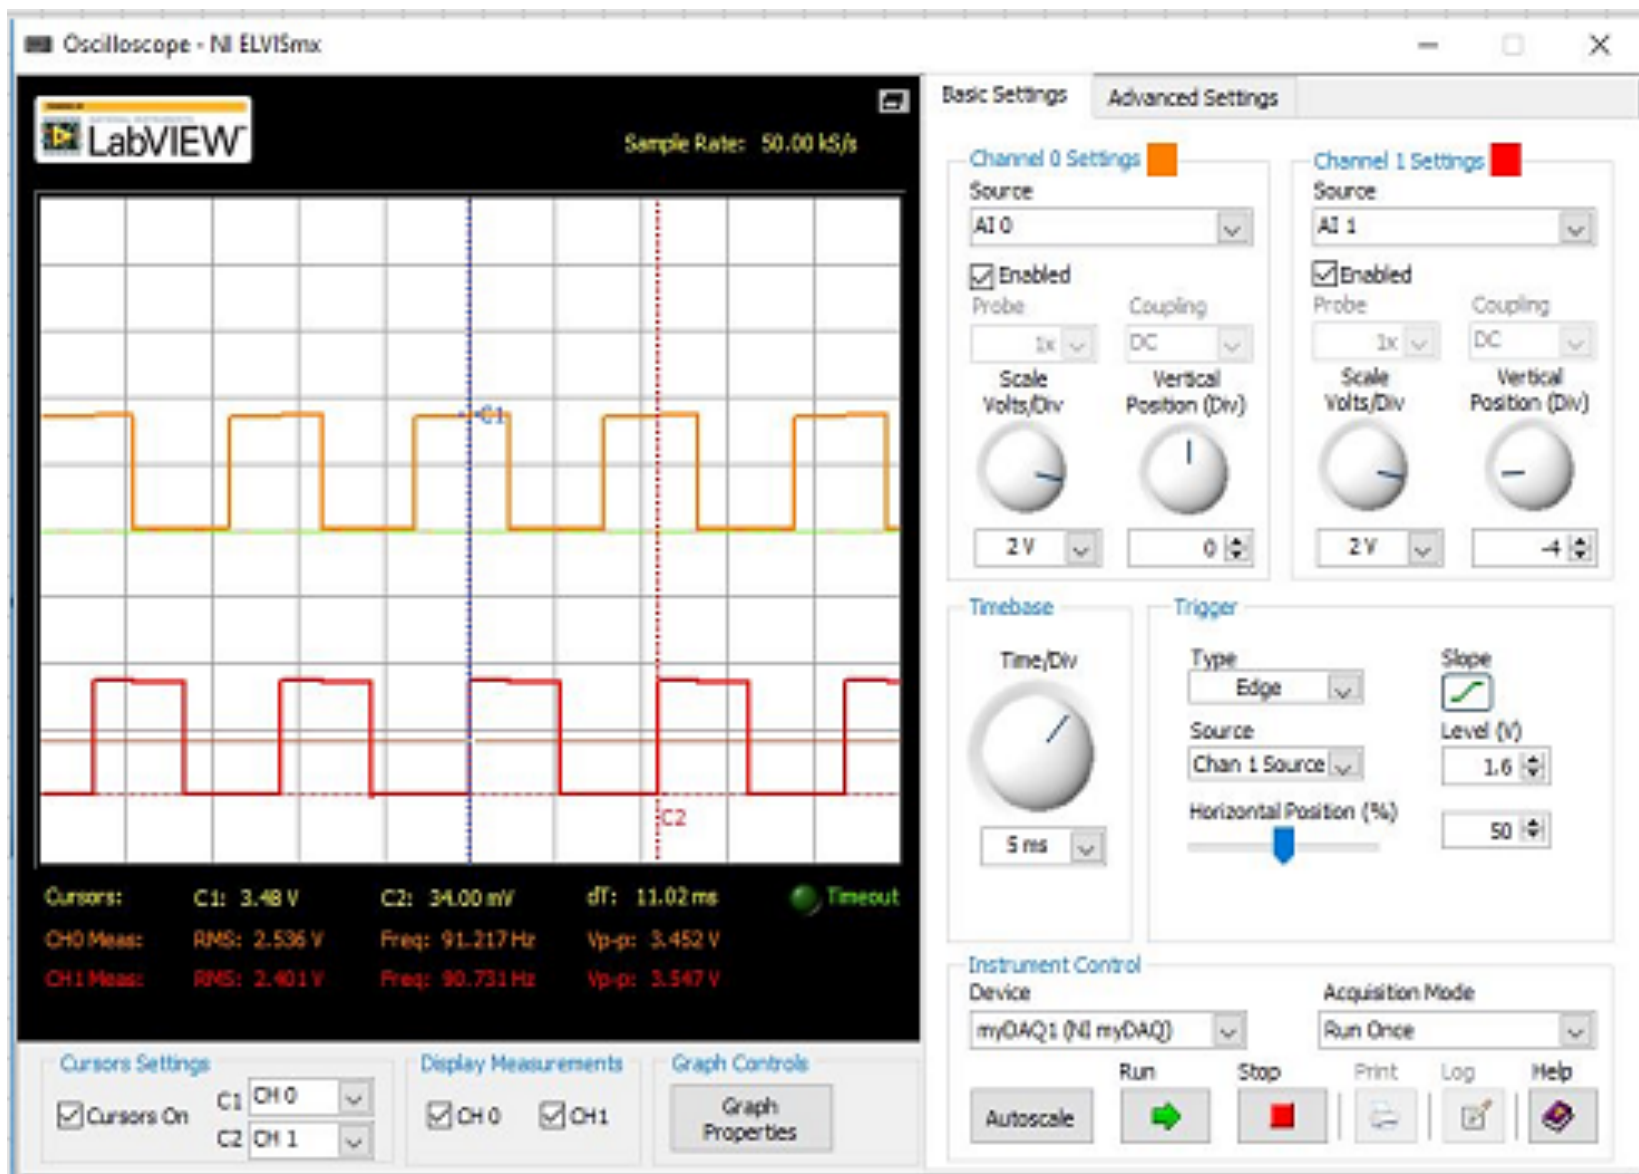 Oscilloscope - NI ELVISmx
LabVIEW
Sample Rate: 50.00 kS/s
C1
C2
Cursors: C1: 3.48 V C2: 34.00 mV dT: 11.02 ms Timeout
CH0 Meas: RMS: 2.536 V Freq: 91.217 Hz Vp-p: 3.452 V
CH1 Meas: RMS: 2.401 V Freq: 90.731 Hz Vp-p: 3.547 V
Cursors Settings
Cursors On
C1 CH 0
C2 CH 1
Display Measurements
CH 0 CH1
Graph Controls
Graph
Properties
Basic Settings Advanced Settings
Channel 0 Settings
Source
AI 0
Enabled
Probe Coupling
1x DC
Scale Vertical
Volts/Div Position (Div)
2 V 0
Channel 1 Settings
Source
AI 1
Enabled
Probe Coupling
1x DC
Scale Vertical
Volts/Div Position (Div)
2 V -4
Timebase
Time/Div
5 ms
Trigger
Type Slope
Edge
Source Level (V)
Chan 1 Source 1.6
Horizontal Position (%)
50
Instrument Control
Device Acquisition Mode
myDAQ1 (NI myDAQ) Run Once
Run Stop Print Log Help
Autoscale